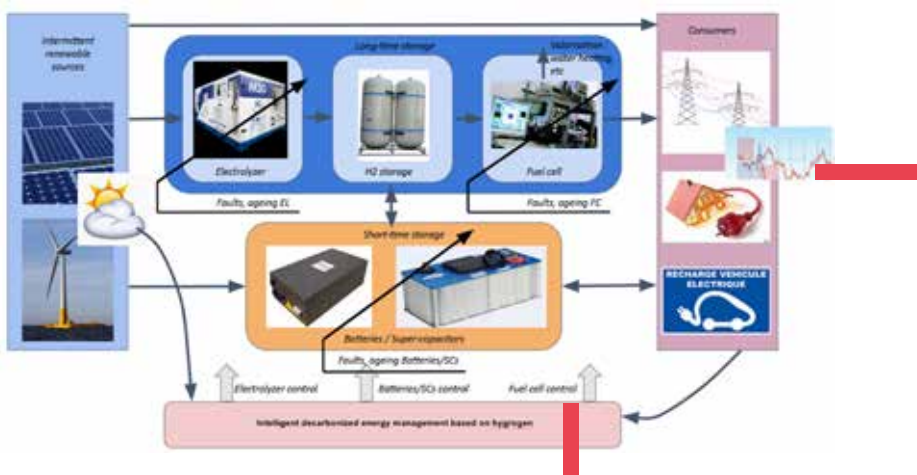 Intermittent
renewable
sources
Long-time storage
Valorisation :
water heating,
etc
Consumers
Electrolyzer
H2 storage
Fuel cell
Faults, ageing EL
Faults, ageing FC
Short-time storage
RECHARGE VEHICULE
ELECTRIQUE
Batteries / Super-capacitors
Faults, ageing Batteries/SCs
Electrolyzer control
Batteries/SCs control
Fuel cell control
Intelligent decarbonized energy management based on hygrogen